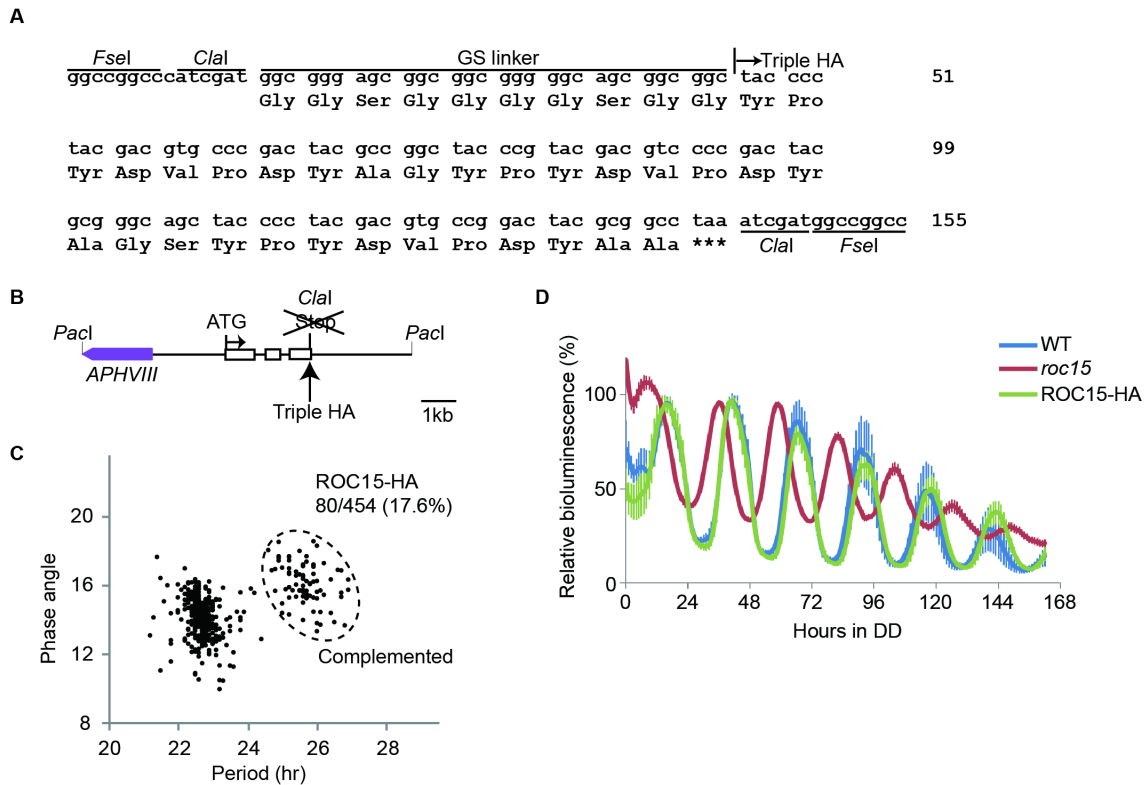 A
FseI ClaI GS linker Triple HA
ggccggcccatcgat ggc ggg agc ggc ggc ggg ggc agc ggc ggc tac ccc 51
Gly Gly Ser Gly Gly Gly Gly Ser Gly Gly Tyr Pro
tac gac gtg ccc gac tac gcc ggc tac ccg tac gac gtc ccc gac tac 99
Tyr Asp Val Pro Asp Tyr Ala Gly Tyr Pro Tyr Asp Val Pro Asp Tyr
gcg ggc agc tac ccc tac gac gtg ccg gac tac gcg gcc taa atcgatggccggcc 155
Ala Gly Ser Tyr Pro Tyr Asp Val Pro Asp Tyr Ala Ala *** ClaI FseI
B
ClaI
Stop
ATG
PacI PacI
APHVIII
Triple HA
1kb
C
ROC15-HA
80/454 (17.6%)
Complemented
Phase angle
20
16
12
8
20 22 24 26 28
Period (hr)
D
WT
roc15
ROC15-HA
Relative bioluminescence (%)
100
50
0
0 24 48 72 96 120 144 168
Hours in DD